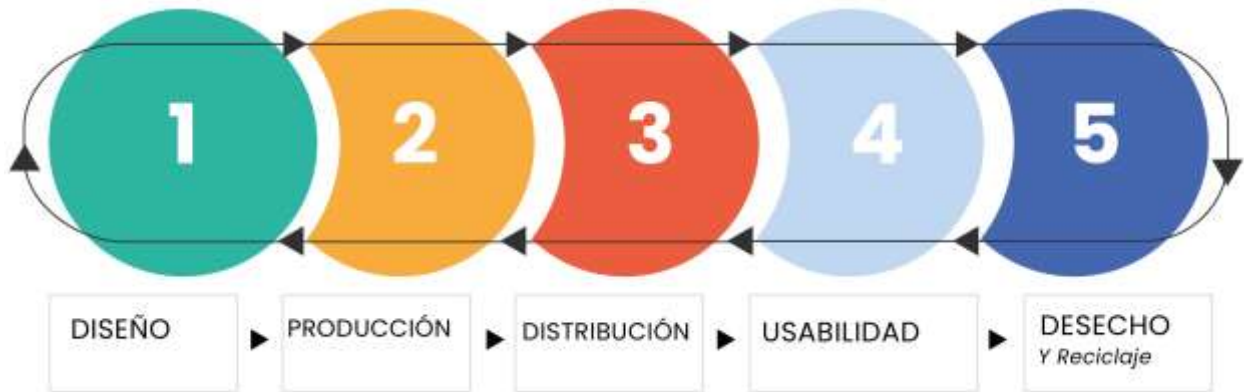 1 2 3 4 5
DISEÑO
PRODUCCIÓN
DISTRIBUCIÓN
USABILIDAD
DESECHO
Y Reciclaje